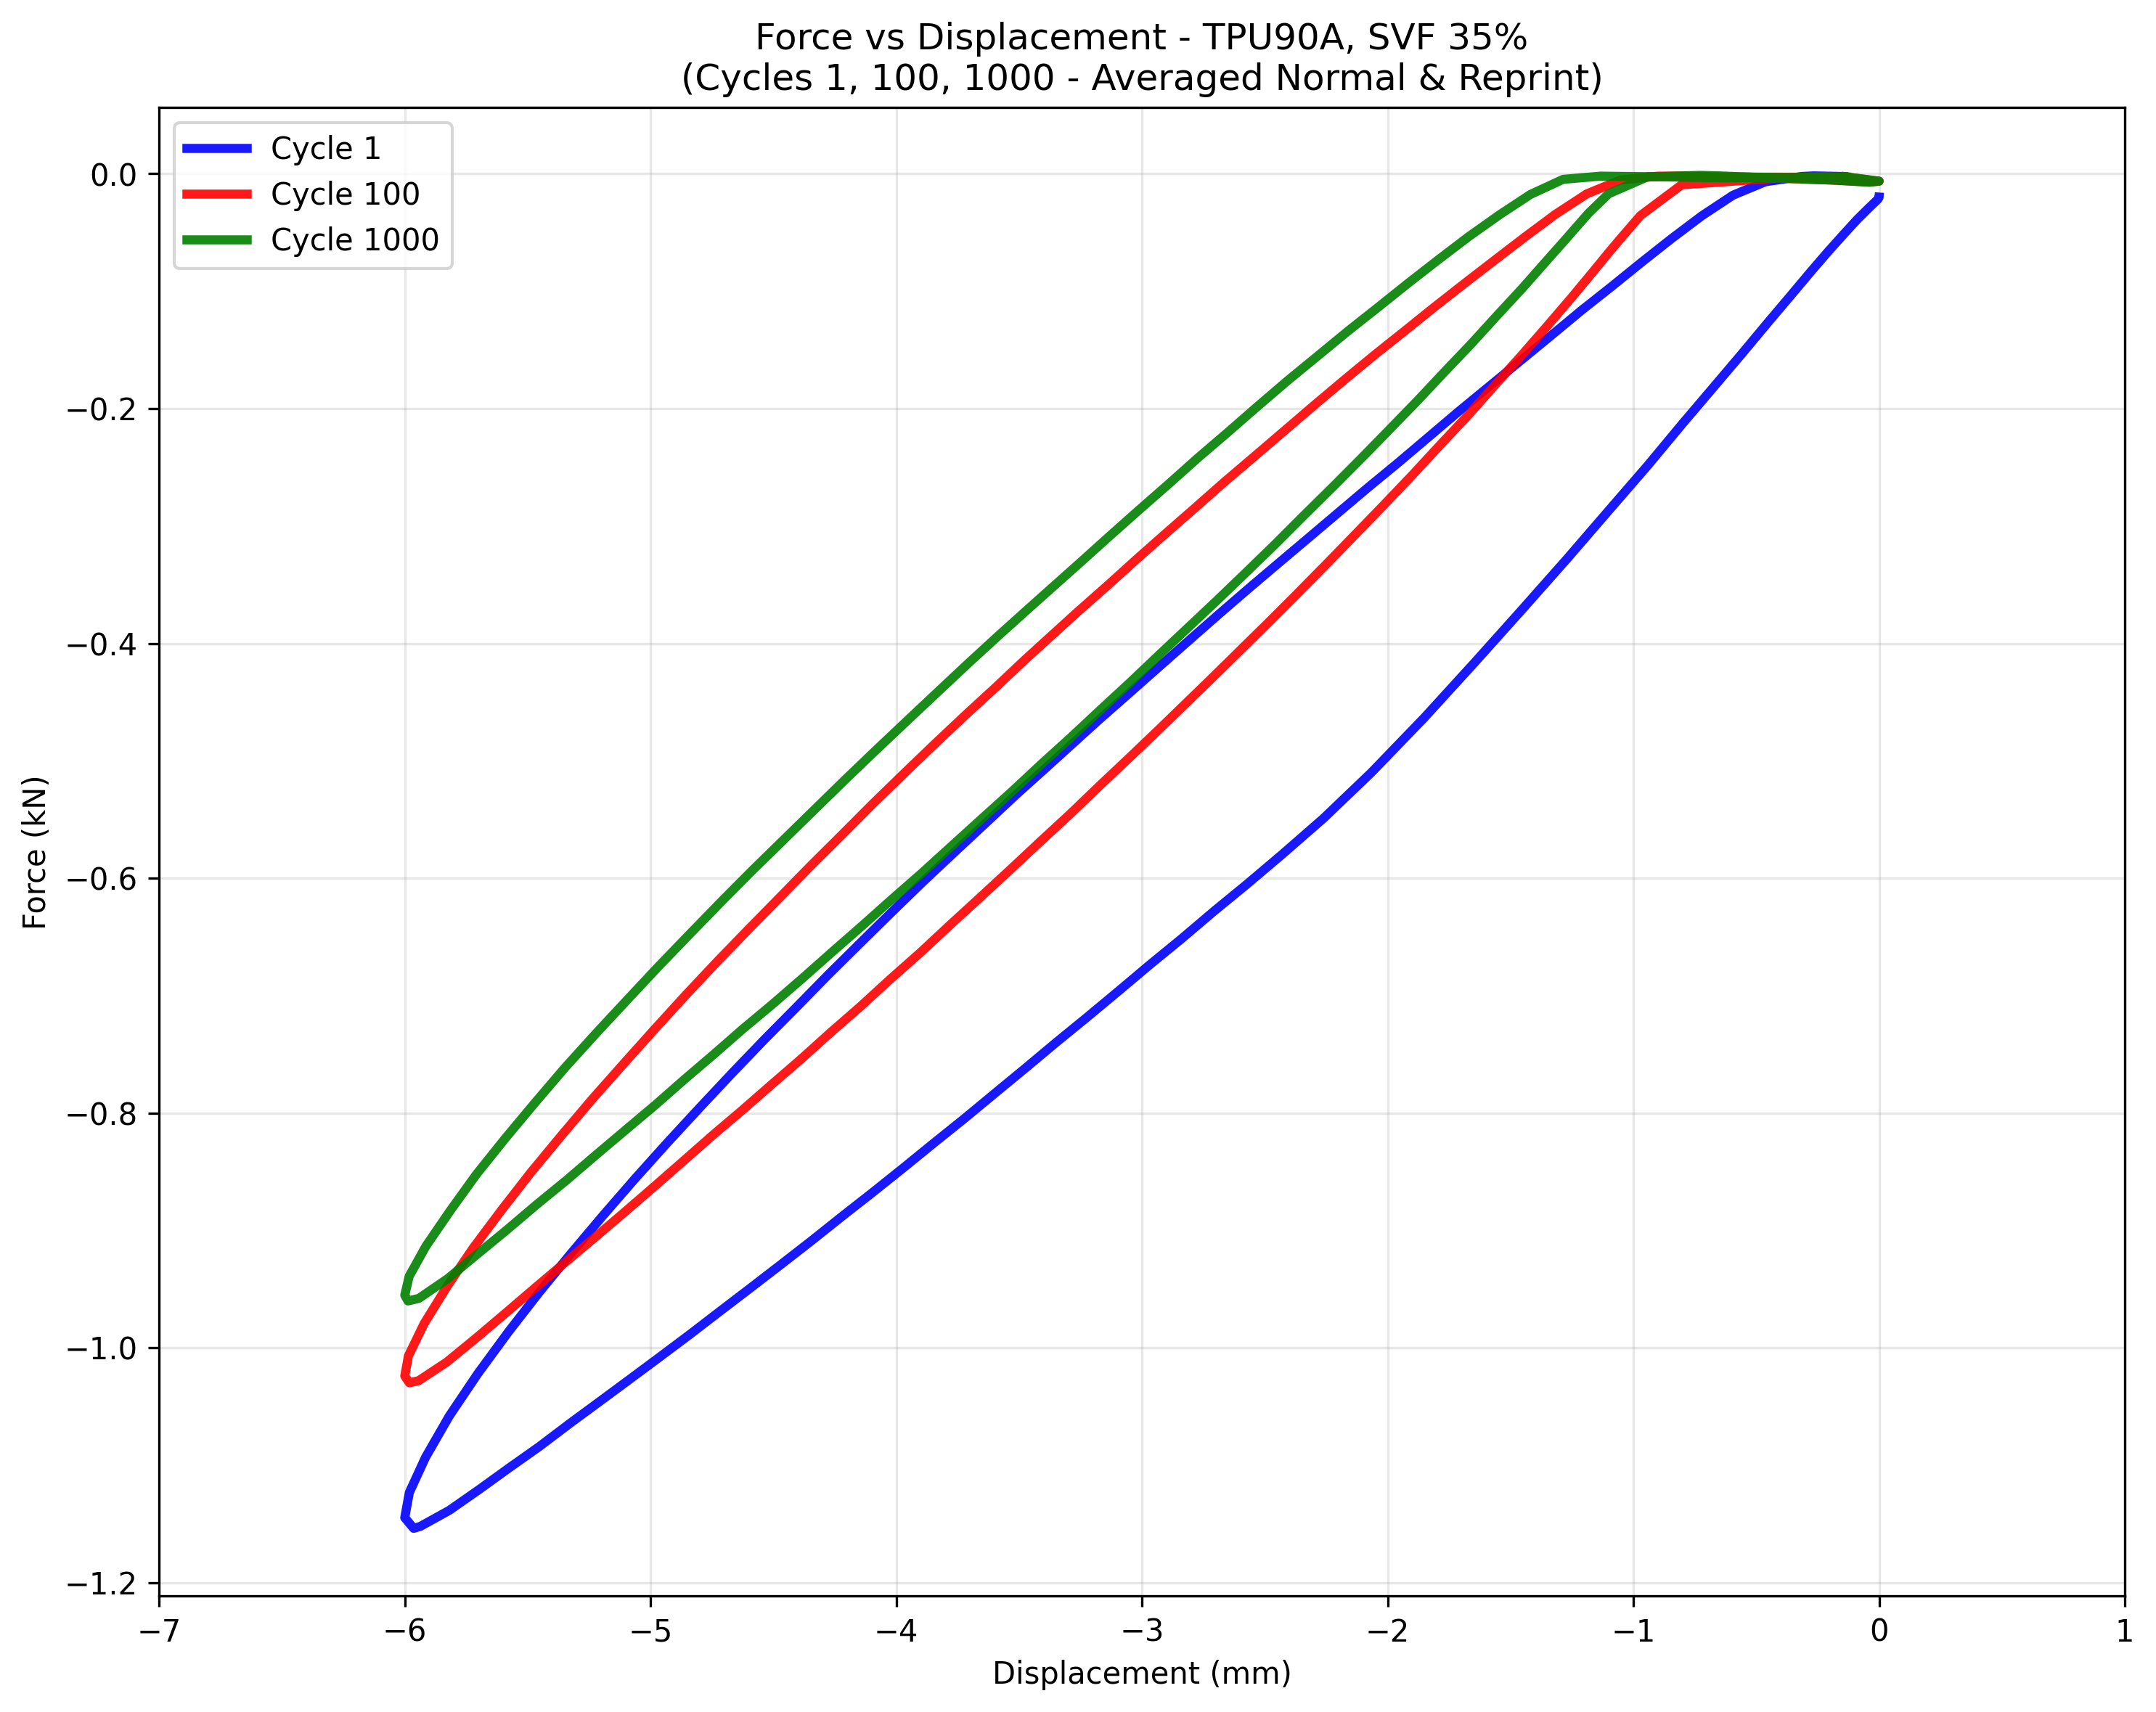 Force vs Displacement - TPU90A, SVF 35%
(Cycles 1, 100, 1000 - Averaged Normal & Reprint)
Cycle 1
Cycle 100
Cycle 1000
0.0
−0.2
−0.4
−0.6
−0.8
−1.0
−1.2
Force (kN)
−7
−6
−5
−4
−3
−2
−1
0
1
Displacement (mm)